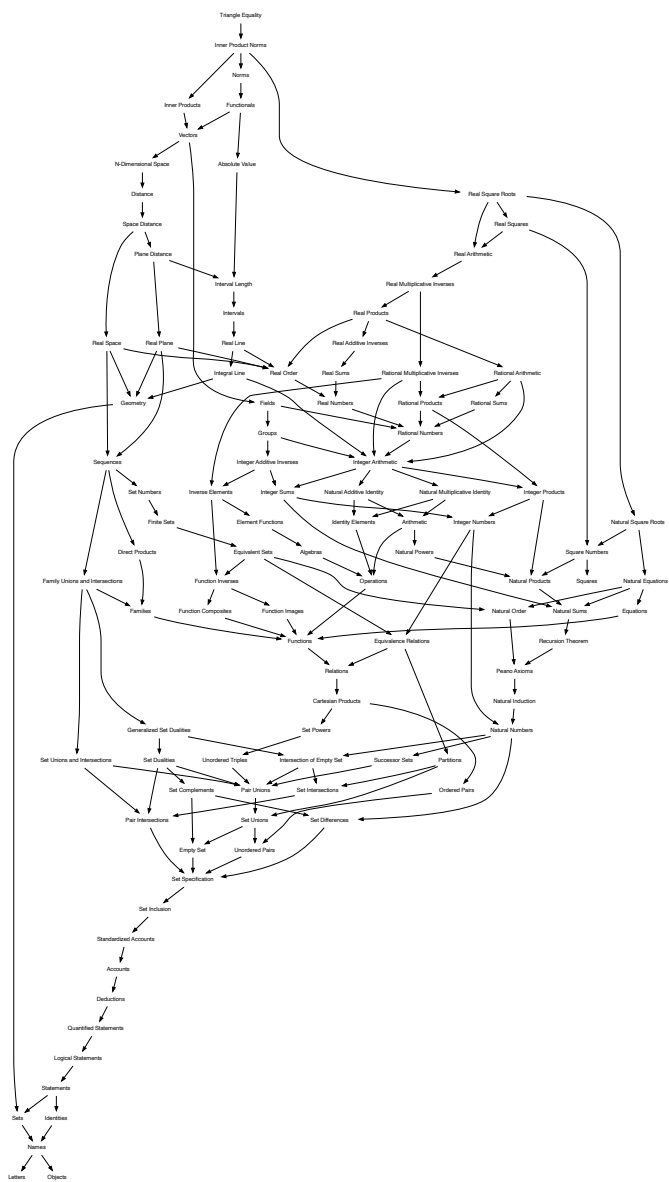 Triangle Equality
Inner Product Norms
Norms
Inner Products
Functionals
Vectors
N-Dimensional Space
Absolute Value
Distance
Real Square Roots
Space Distance
Real Squares
Plane Distance
Real Arithmetic
Interval Length
Real Multiplicative Inverses
Intervals
Real Products
Real Space
Real Plane
Real Line
Real Additive Inverses
Integral Line
Real Order
Real Sums
Rational Multiplicative Inverses
Rational Arithmetic
Geometry
Fields
Real Numbers
Rational Products
Rational Sums
Groups
Rational Numbers
Sequences
Integer Additive Inverses
Integer Arithmetic
Set Numbers
Inverse Elements
Integer Sums
Natural Additive Identity
Natural Multiplicative Identity
Integer Products
Finite Sets
Element Functions
Identity Elements
Arithmetic
Integer Numbers
Natural Square Roots
Direct Products
Equivalent Sets
Algebras
Natural Powers
Square Numbers
Family Unions and Intersections
Function Inverses
Operations
Natural Products
Squares
Natural Equations
Families
Function Composites
Function Images
Natural Order
Natural Sums
Equations
Functions
Equivalence Relations
Recursion Theorem
Relations
Peano Axioms
Cartesian Products
Natural Induction
Generalized Set Dualities
Set Powers
Natural Numbers
Set Unions and Intersections
Set Dualities
Unordered Triples
Intersection of Empty Set
Successor Sets
Partitions
Set Complements
Pair Unions
Set Intersections
Ordered Pairs
Pair Intersections
Set Unions
Set Differences
Empty Set
Unordered Pairs
Set Specification
Set Inclusion
Standardized Accounts
Accounts
Deductions
Quantified Statements
Logical Statements
Statements
Sets
Identities
Names
Letters
Objects